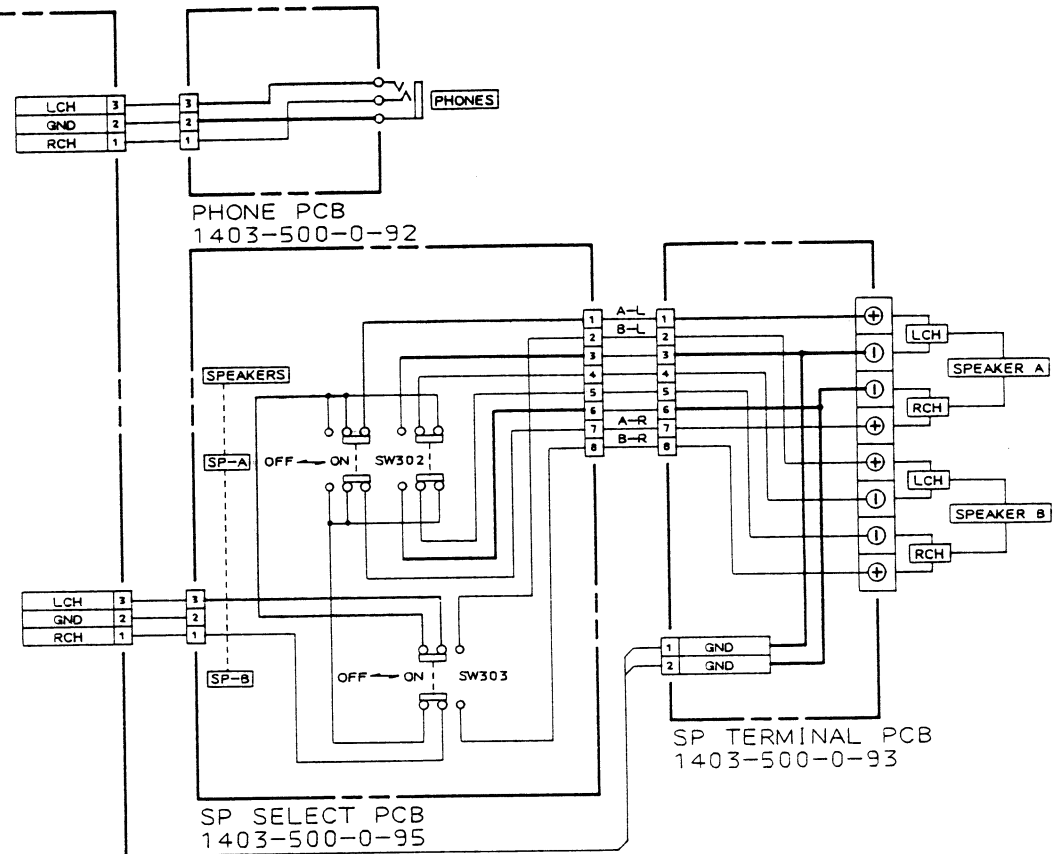 LCH 3 3
GND 2 2
RCH 1 1
PHONES
PHONE PCB
1403-500-0-92
SPEAKERS
SP-A
OFF ON SW302
SP-B
OFF ON SW303
LCH 3 3
GND 2 2
RCH 1 1
1 A-L 1
2 B-L 2
3 3
4 4
5 5
6 6
7 A-R 7
8 B-R 8
+
−
−
+
+
−
−
+
LCH
RCH
SPEAKER A
LCH
RCH
SPEAKER B
1 GND
2 GND
SP TERMINAL PCB
1403-500-0-93
SP SELECT PCB
1403-500-0-95